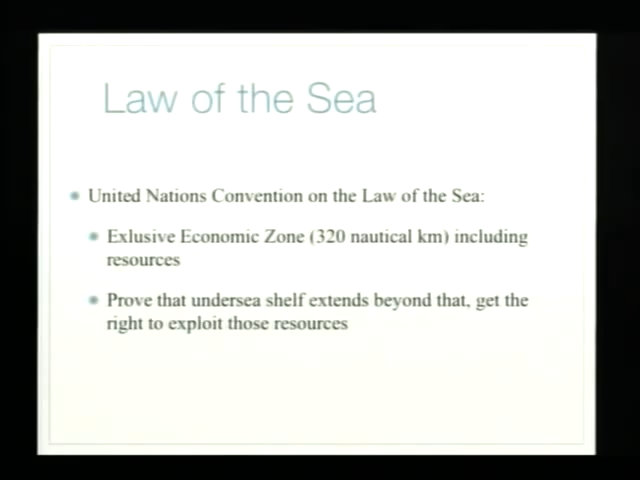 Law of the Sea
United Nations Convention on the Law of the Sea:
Exlusive Economic Zone (320 nautical km) including
resources
Prove that undersea shelf extends beyond that, get the
right to exploit those resources